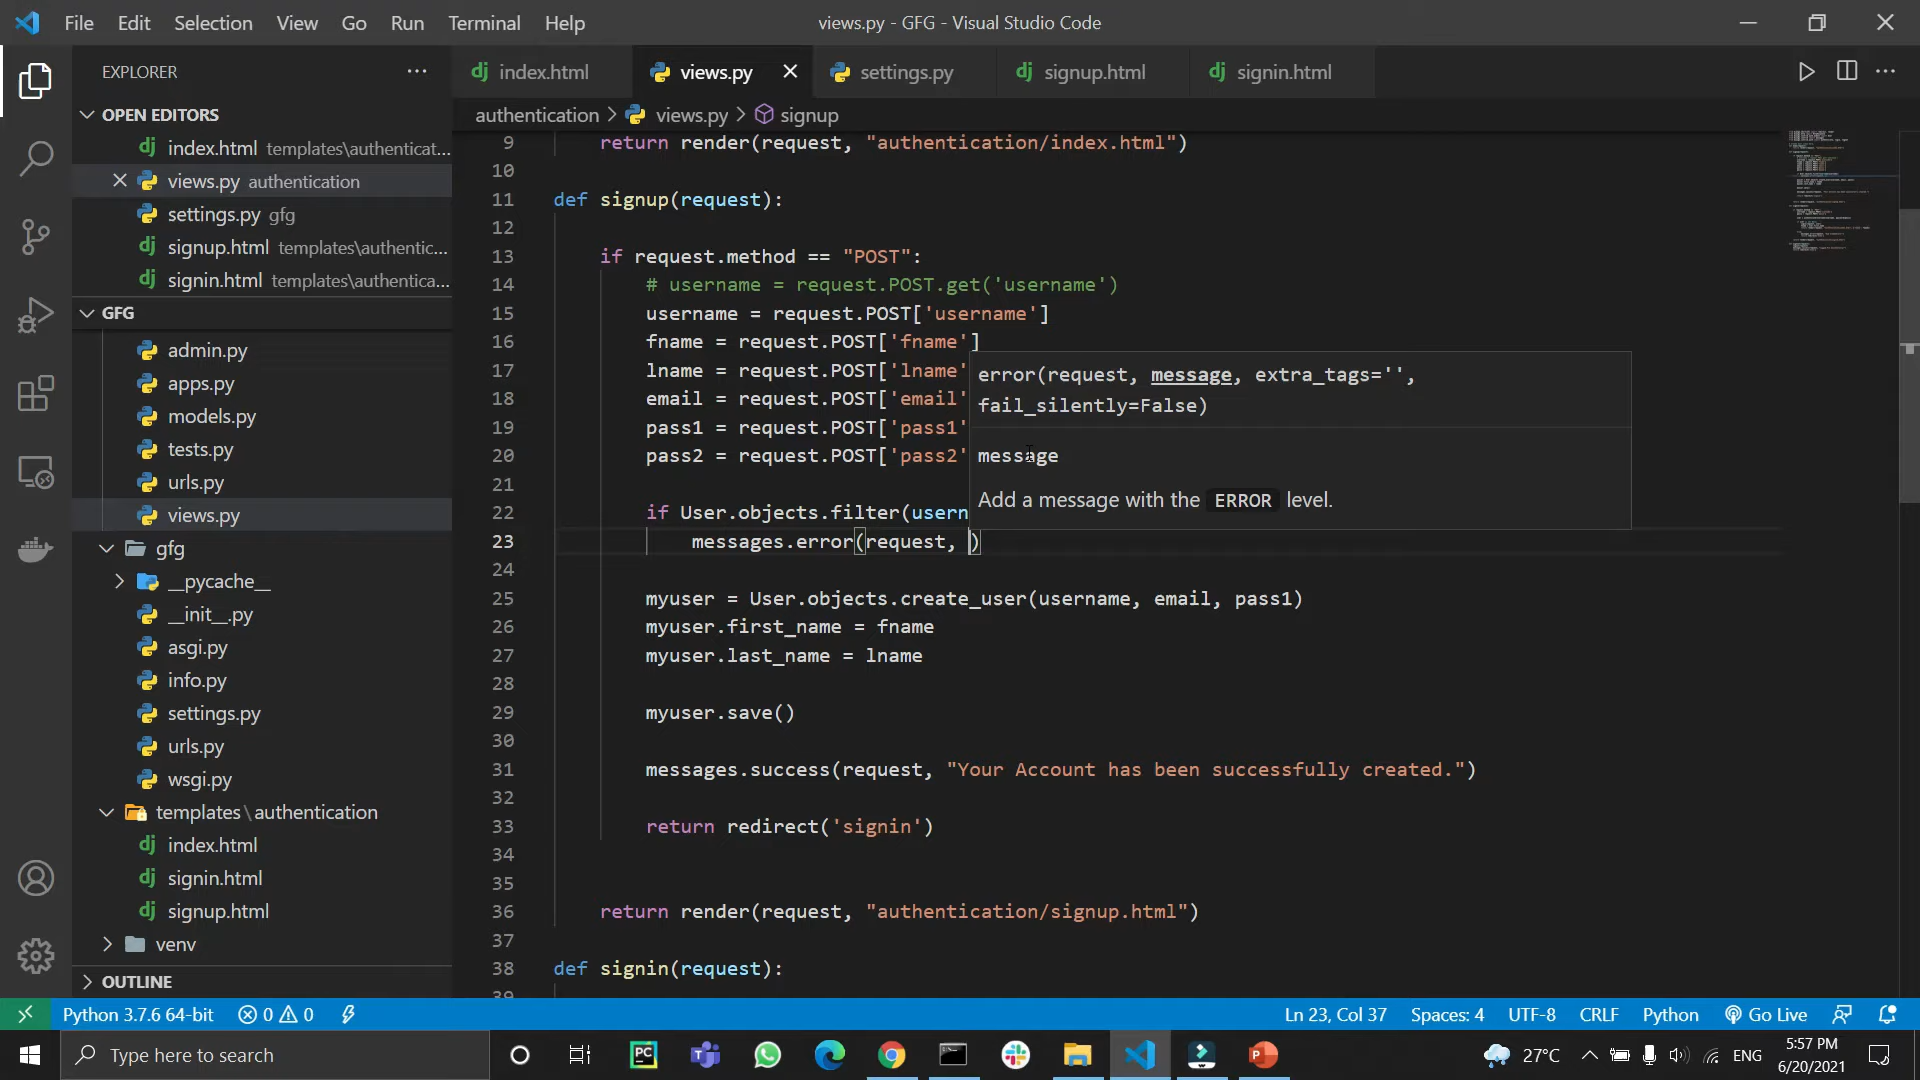 File Edit Selection View Go Run Terminal Help
views.py - GFG - Visual Studio Code
EXPLORER
OPEN EDITORS
index.html templates\authenticat...
views.py authentication
settings.py gfg
signup.html templates\authentic...
signin.html templates\authentica...
GFG
admin.py
apps.py
models.py
tests.py
urls.py
views.py
gfg
__pycache__
__init__.py
asgi.py
info.py
settings.py
urls.py
wsgi.py
templates\authentication
index.html
signin.html
signup.html
venv
OUTLINE
index.html views.py settings.py signup.html signin.html
authentication > views.py > signup
9 return render(request, "authentication/index.html")
10
11 def signup(request):
12
13 if request.method == "POST":
14 # username = request.POST.get('username')
15 username = request.POST['username']
16 fname = request.POST['fname']
17 lname = request.POST['lname'
18 email = request.POST['email'
19 pass1 = request.POST['pass1'
20 pass2 = request.POST['pass2'
21
22 if User.objects.filter(usern
23 messages.error(request, )
24
25 myuser = User.objects.create_user(username, email, pass1)
26 myuser.first_name = fname
27 myuser.last_name = lname
28
29 myuser.save()
30
31 messages.success(request, "Your Account has been successfully created.")
32
33 return redirect('signin')
34
35
36 return render(request, "authentication/signup.html")
37
38 def signin(request):
39
error(request, message, extra_tags='',
fail_silently=False)
message
Add a message with the ERROR level.
Python 3.7.6 64-bit 0 0 Ln 23, Col 37 Spaces: 4 UTF-8 CRLF Python Go Live
Type here to search
PC
27°C ENG
5:57 PM
6/20/2021